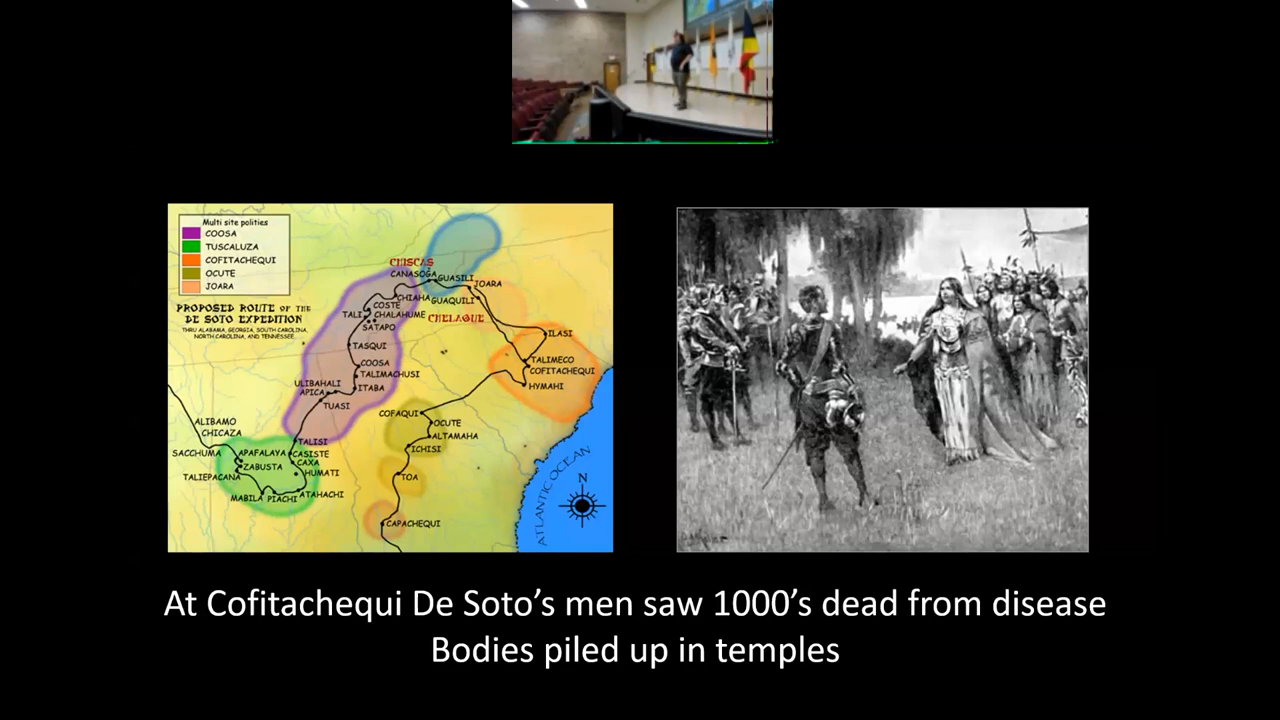 Multi site polities
COOSA
TUSCALUZA
COFITACHEQUI
OCUTE
JOARA
PROPOSED ROUTE OF THE
DE SOTO EXPEDITION
THRU ALABAMA, GEORGIA, SOUTH CAROLINA,
NORTH CAROLINA, AND TENNESSEE
CHISCAS
CANASOGA
GUASILI
JOARA
CHIAHA
GUAQUILI
COSTE
TALI
CHALAHUME
CHELAQUE
SATAPO
ILASI
TASQUI
TALIMECO
COOSA
COFITACHEQUI
TALIMACHUSI
HYMAHI
ULIBAHALI
ITABA
APICA
TUASI
COFAQUI
ALIBAMO
OCUTE
CHICAZA
ALTAMAHA
TALISI
ICHISI
SACCHUMA
APAFALAYA
CASISTE
CAXA
ZABUSTA
HUMATI
TALIEPACANA
TOA
MABILA
PIACHI
ATAHACHI
CAPACHEQUI
ATLANTIC OCEAN
N
At Cofitachequi De Soto’s men saw 1000’s dead from disease
Bodies piled up in temples